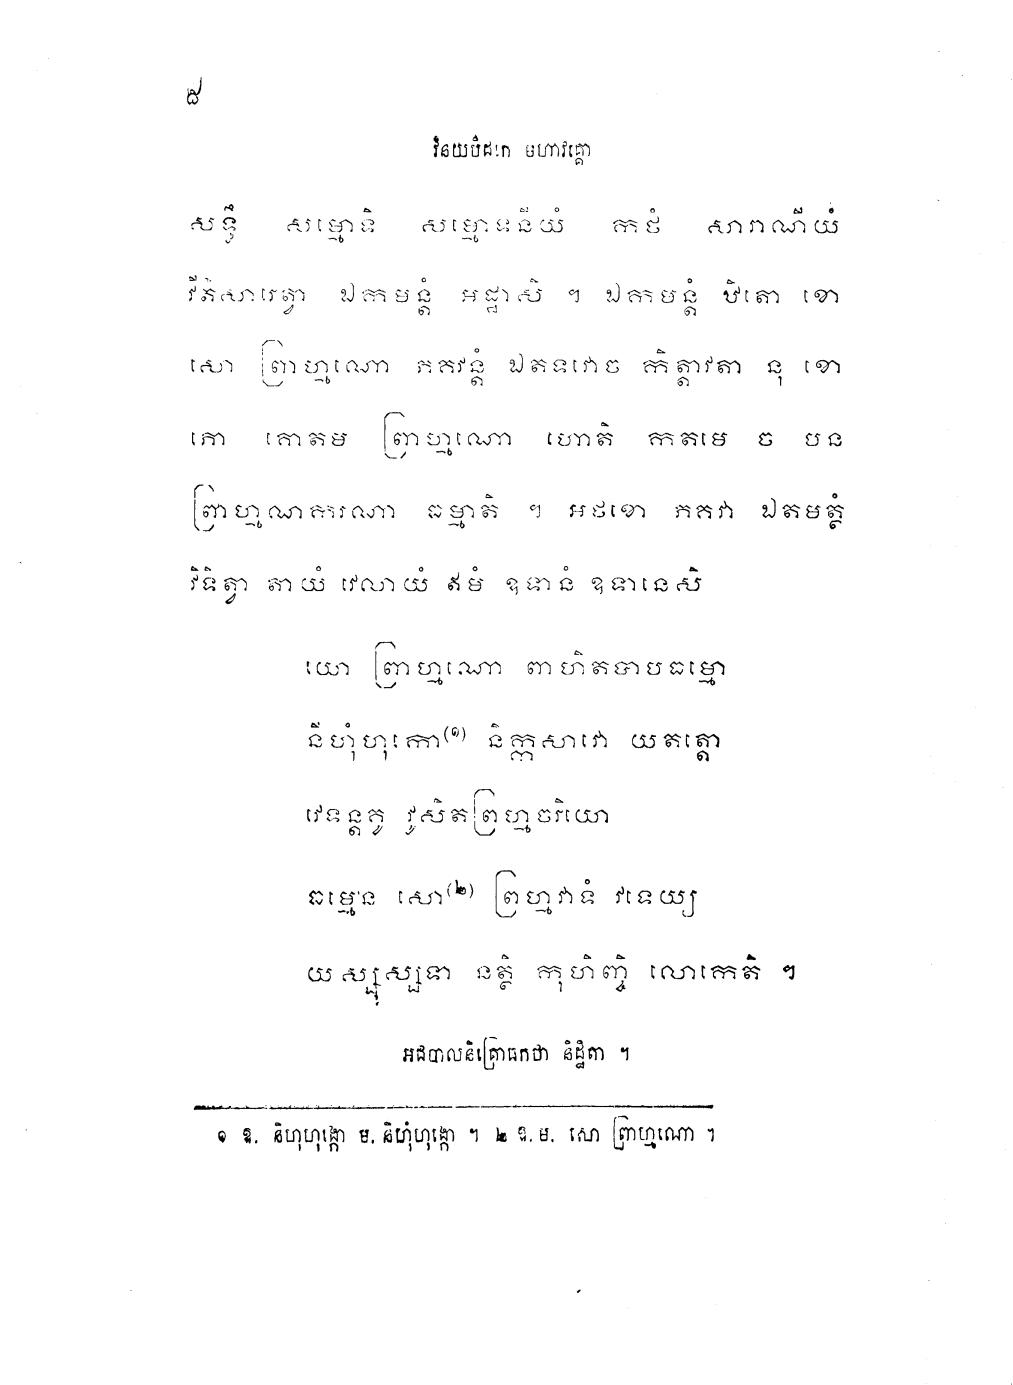 ៨
វិនយបិដកេ មហាវគ្គោ
សទ្ធឹ សម្មោទិ សម្មោទនីយំ កថំ សារាណីយំ
វីតិសារេត្វា ឯកមន្តំ អដ្ឋាសិ ។ ឯកមន្តំ ឋិតោ ខោ
សោ ព្រាហ្មណោ ភគវន្តំ ឯតទវោច កិត្តាវតា នុ ខោ
ភោ គោតម ព្រាហ្មណោ ហោតិ កតមេ ច បន
ព្រាហ្មណការណា ធម្មាតិ ។ អថខោ ភគវា ឯតមត្ថំ
វិទិត្វា តាយំ វេលាយំ ឥមំ ឧទានំ ឧទានេសិ
យោ ព្រាហ្មណោ ពាហិតបាបធម្មោ
និហុំហុកោ(១) និក្កសាវោ យតត្តោ
វេទន្តគូ វូសិតព្រហ្មចរិយោ
ធម្មេន សោ(២) ព្រហ្មវាទំ វទេយ្យ
យស្សុស្សទា នត្ថិ កុហិញ្ចិ លោកេតិ ។
អជបាលនិគ្រោធកថា និដ្ឋិតា ។
១ ឱ. និហុហុង្កោ ម. និហុំហុង្កោ ។ ២ ឱ. ម. សោ ព្រាហ្មណោ ។